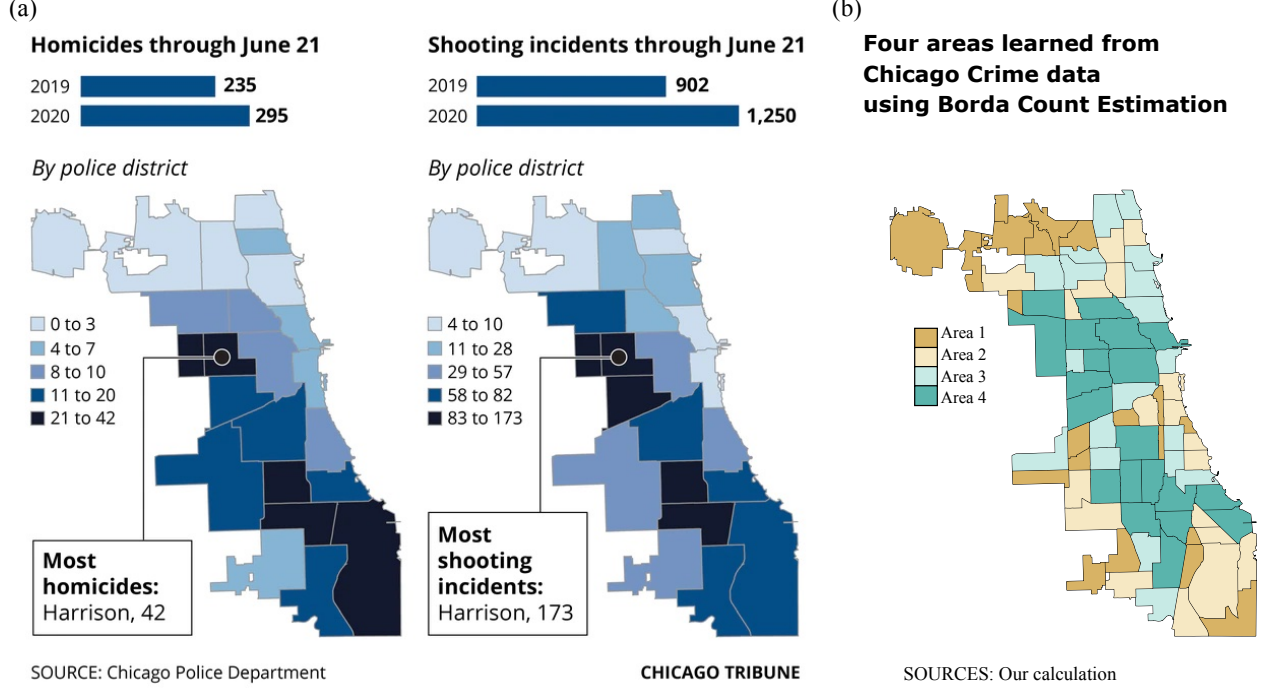 (a)
Homicides through June 21
2019 235
2020 295
By police district
0 to 3
4 to 7
8 to 10
11 to 20
21 to 42
Most
homicides:
Harrison, 42
SOURCE: Chicago Police Department
Shooting incidents through June 21
2019 902
2020 1,250
By police district
4 to 10
11 to 28
29 to 57
58 to 82
83 to 173
Most
shooting
incidents:
Harrison, 173
CHICAGO TRIBUNE
(b)
Four areas learned from
Chicago Crime data
using Borda Count Estimation
Area 1
Area 2
Area 3
Area 4
SOURCES: Our calculation